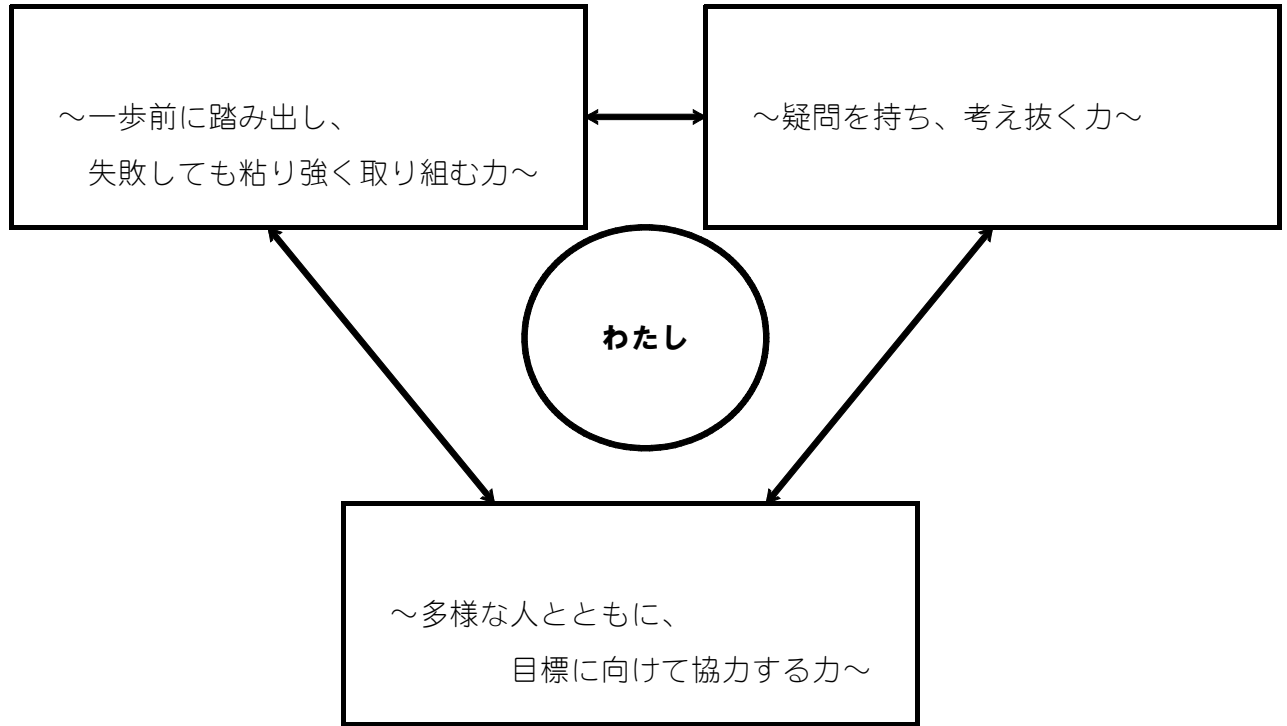 ～一歩前に踏み出し、
失敗しても粘り強く取り組む力～
～疑問を持ち、考え抜く力～
わたし
～多様な人とともに、
目標に向けて協力する力～